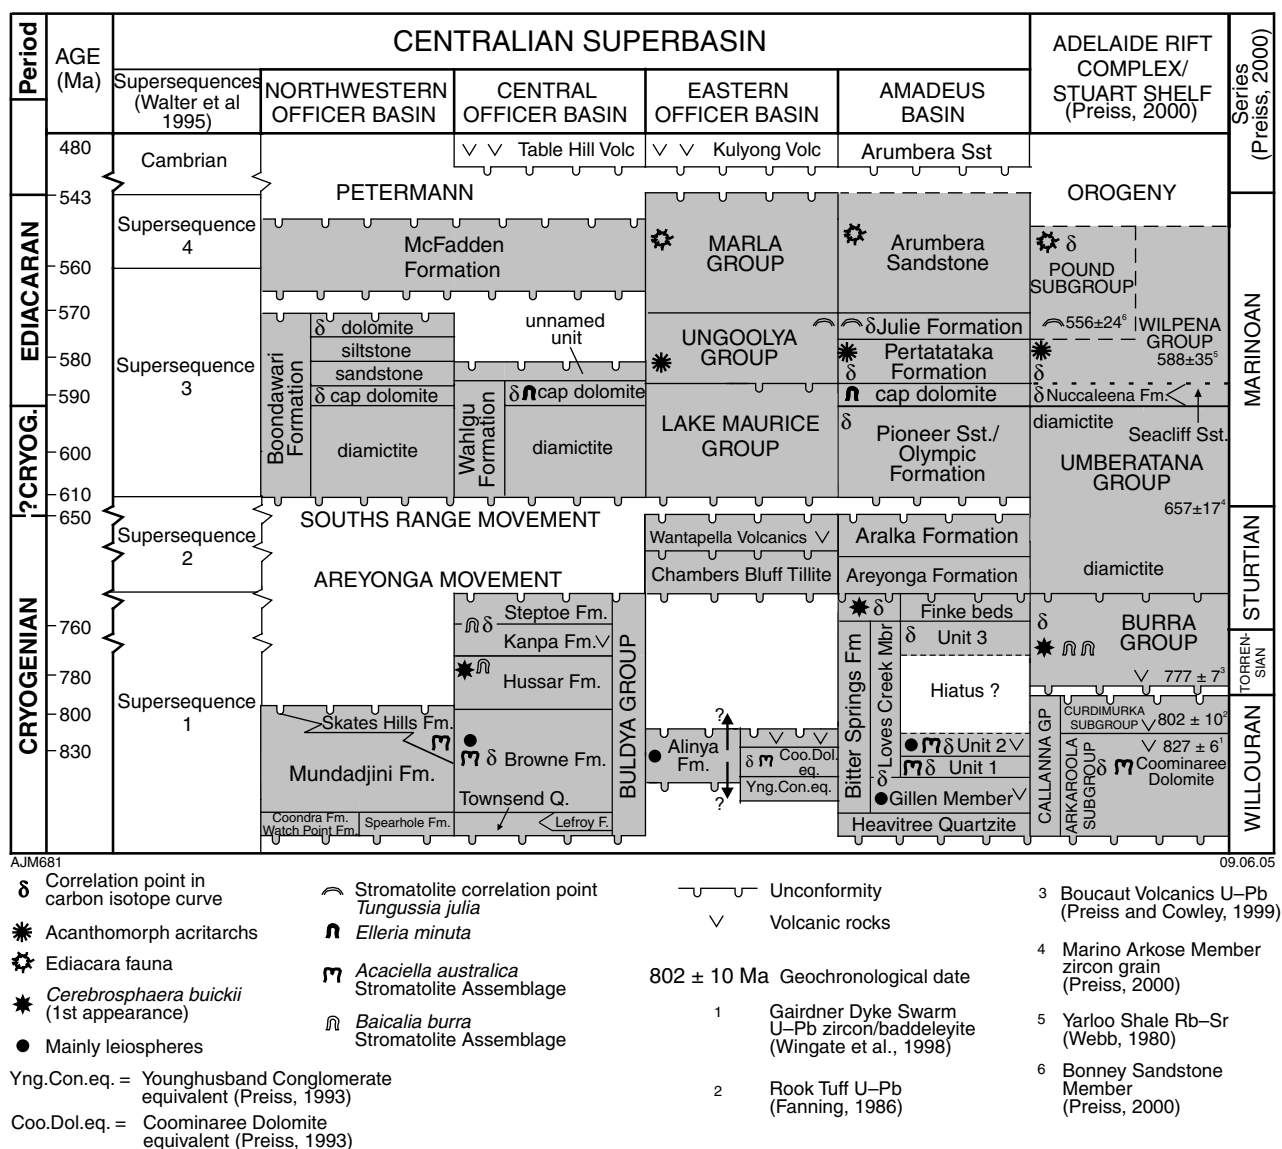 Period
AGE
(Ma)
CENTRALIAN SUPERBASIN
Supersequences
(Walter et al
1995)
NORTHWESTERN
OFFICER BASIN
CENTRAL
OFFICER BASIN
EASTERN
OFFICER BASIN
AMADEUS
BASIN
ADELAIDE RIFT
COMPLEX/
STUART SHELF
(Preiss, 2000)
Series
(Preiss, 2000)
480
543
560
570
580
590
600
610
650
760
780
800
830
EDIACARAN
?CRYOG.
CRYOGENIAN
Cambrian
Supersequence
4
Supersequence
3
Supersequence
2
Supersequence
1
Table Hill Volc
Kulyong Volc
Arumbera Sst
PETERMANN
OROGENY
McFadden
Formation
MARLA
GROUP
Arumbera
Sandstone
δ
POUND
SUBGROUP
556±24⁶
WILPENA
GROUP
588±35⁵
Boondawari
Formation
δ dolomite
siltstone
sandstone
δ cap dolomite
diamictite
unnamed
unit
Wahlgu
Formation
δ cap dolomite
diamictite
UNGOOLYA
GROUP
LAKE MAURICE
GROUP
δ Julie Formation
Pertatataka
δ Formation
cap dolomite
δ
Pioneer Sst./
Olympic
Formation
δ
δ Nuccaleena Fm.
diamictite
Seacliff Sst.
UMBERATANA
GROUP
657±17⁴
diamictite
SOUTHS RANGE MOVEMENT
AREYONGA MOVEMENT
Wantapella Volcanics
Chambers Bluff Tillite
Aralka Formation
Areyonga Formation
Steptoe Fm.
δ
Kanpa Fm.
Hussar Fm.
δ Browne Fm.
Townsend Q.
Lefroy F.
BULDYA GROUP
Skates Hills Fm.
Mundadjini Fm.
Coondra Fm.
Watch Point Fm.
Spearhole Fm.
?
Alinya
Fm.
?
δ Coo.Dol.
eq.
Yng.Con.eq.
Bitter Springs Fm
Loves Creek Mbr
δ
δ
Finke beds
δ Unit 3
Hiatus ?
δ Unit 2
δ Unit 1
Gillen Member
Heavitree Quartzite
δ
BURRA
GROUP
777 ± 7³
CALLANNA GP
CURDIMURKA
SUBGROUP
802 ± 10²
ARKAROOLA
SUBGROUP
827 ± 6¹
δ Coominaree
Dolomite
MARINOAN
STURTIAN
TORREN-
SIAN
WILLOURAN
AJM681
09.06.05
δ Correlation point in
carbon isotope curve
Acanthomorph acritarchs
Ediacara fauna
Cerebrosphaera buickii
(1st appearance)
Mainly leiospheres
Yng.Con.eq. = Younghusband Conglomerate
equivalent (Preiss, 1993)
Coo.Dol.eq. = Coominaree Dolomite
equivalent (Preiss, 1993)
Stromatolite correlation point
Tungussia julia
Elleria minuta
Acaciella australica
Stromatolite Assemblage
Baicalia burra
Stromatolite Assemblage
Unconformity
Volcanic rocks
802 ± 10 Ma Geochronological date
1 Gairdner Dyke Swarm
U–Pb zircon/baddeleyite
(Wingate et al., 1998)
2 Rook Tuff U–Pb
(Fanning, 1986)
3 Boucaut Volcanics U–Pb
(Preiss and Cowley, 1999)
4 Marino Arkose Member
zircon grain
(Preiss, 2000)
5 Yarloo Shale Rb–Sr
(Webb, 1980)
6 Bonney Sandstone
Member
(Preiss, 2000)